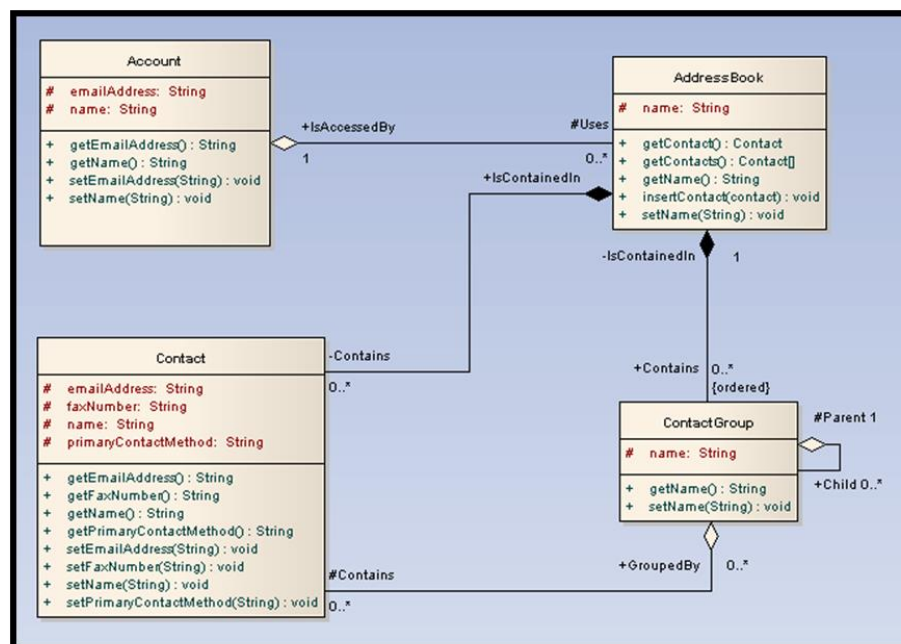 Account
# emailAddress: String
# name: String
+ getEmailAddress() : String
+ getName() : String
+ setEmailAddress(String) : void
+ setName(String) : void
+IsAccessedBy
1
#Uses
0..*
AddressBook
# name: String
+ getContact() : Contact
+ getContacts() : Contact[]
+ getName() : String
+ insertContact(contact) : void
+ setName(String) : void
+IsContainedIn
-IsContainedIn
1
Contact
# emailAddress: String
# faxNumber: String
# name: String
# primaryContactMethod: String
+ getEmailAddress() : String
+ getFaxNumber() : String
+ getName() : String
+ getPrimaryContactMethod() : String
+ setEmailAddress(String) : void
+ setFaxNumber(String) : void
+ setName(String) : void
+ setPrimaryContactMethod(String) : void
-Contains
0..*
+Contains
0..*
{ordered}
ContactGroup
# name: String
+ getName() : String
+ setName(String) : void
#Parent 1
+Child 0..*
+GroupedBy
0..*
#Contains
0..*